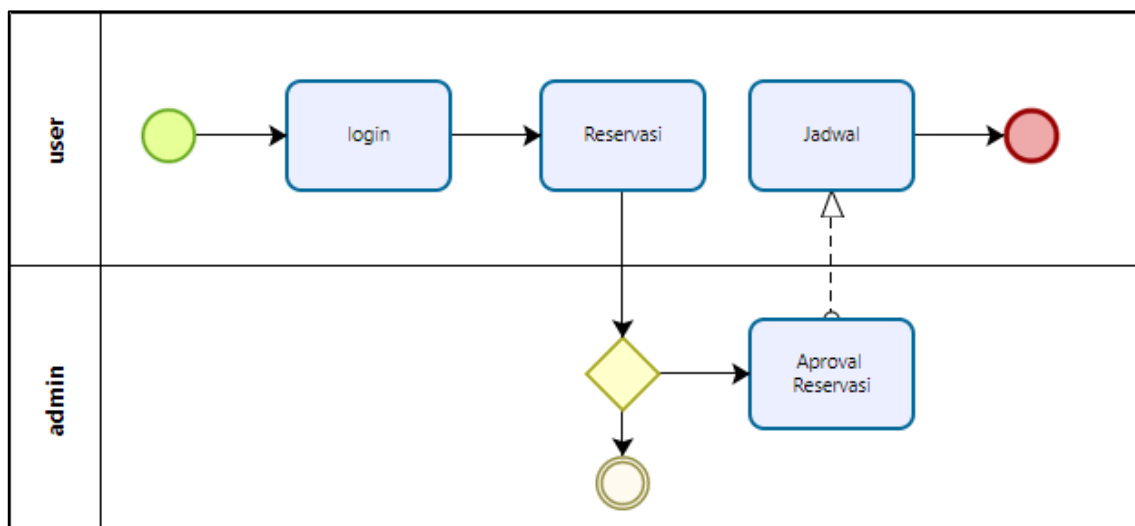 user
login
Reservasi
Jadwal
admin
Aproval
Reservasi